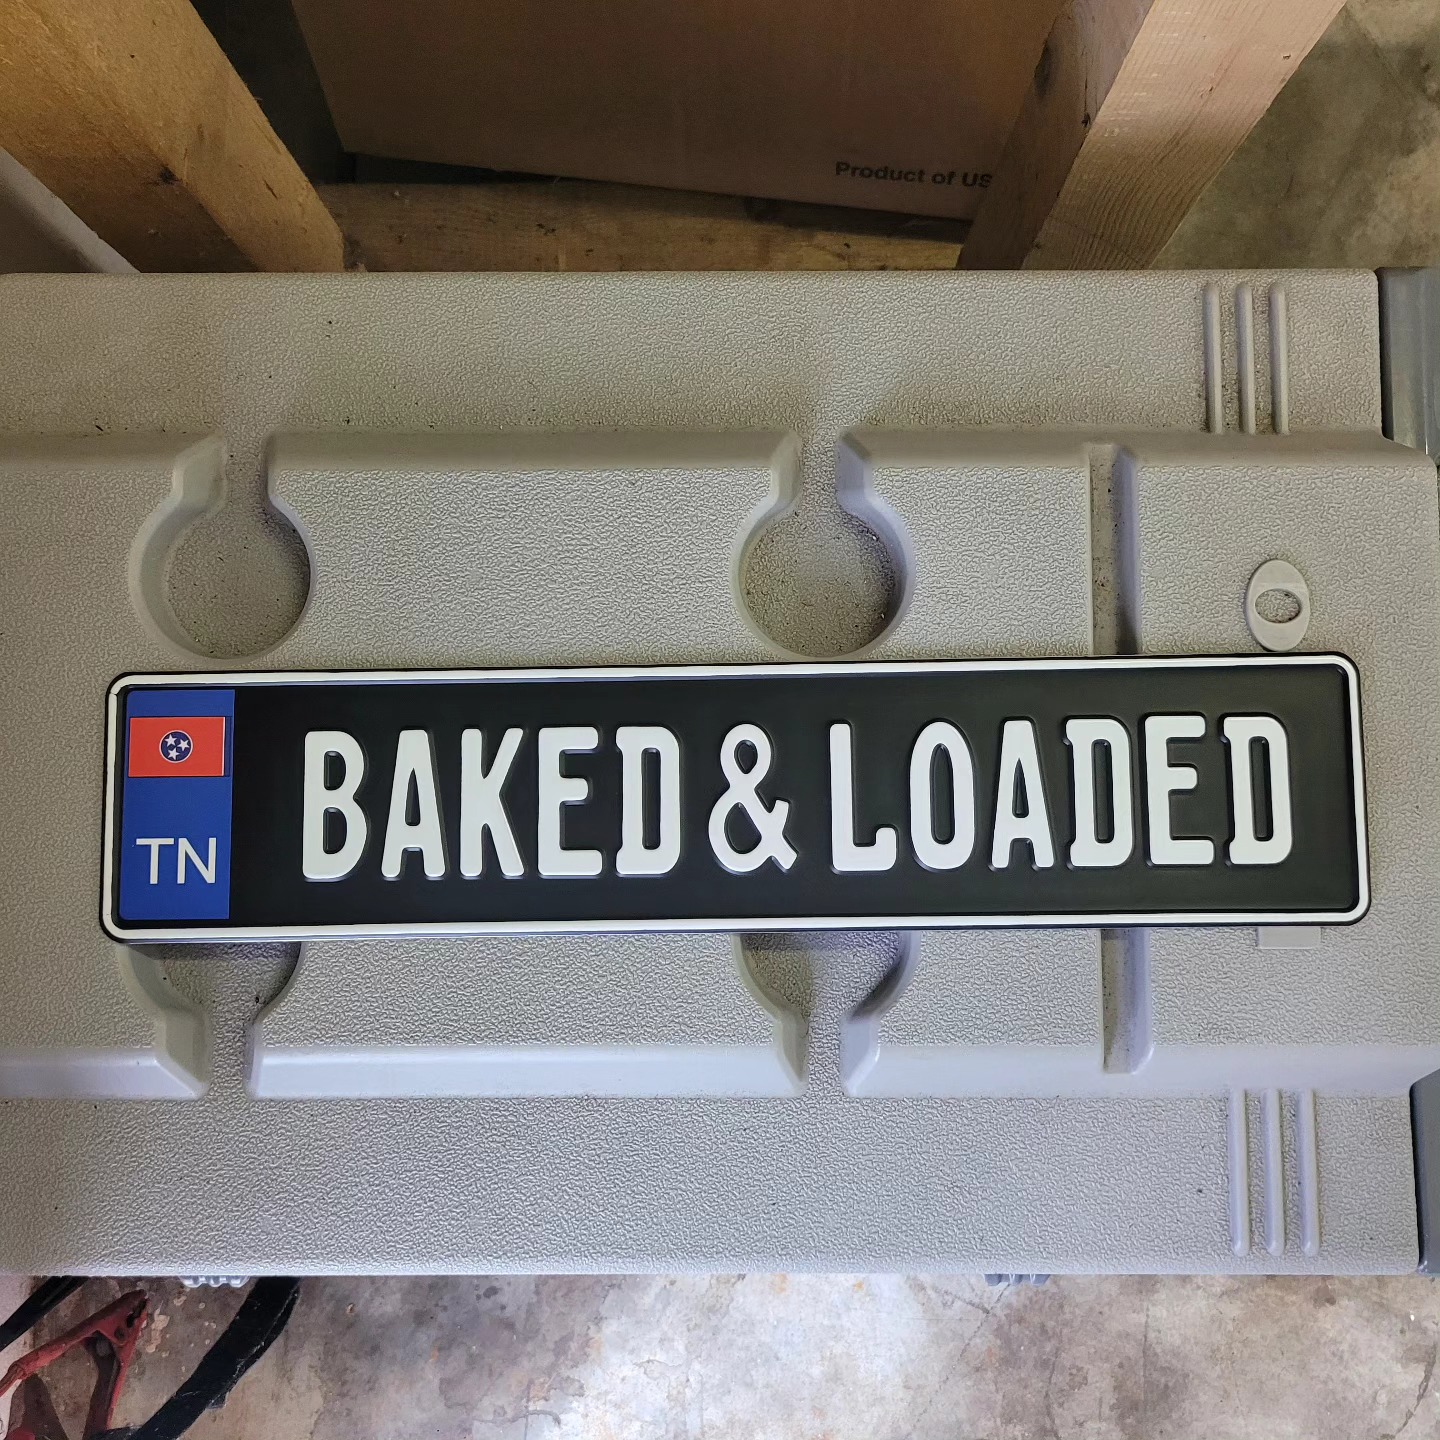 Product of US
TN
BAKED & LOADED